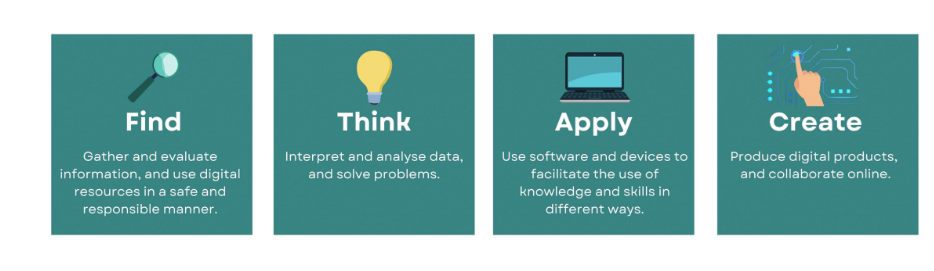 Find
Gather and evaluate
information, and use digital
resources in a safe and
responsible manner.
Think
Interpret and analyse data,
and solve problems.
Apply
Use software and devices to
facilitate the use of
knowledge and skills in
different ways.
Create
Produce digital products,
and collaborate online.